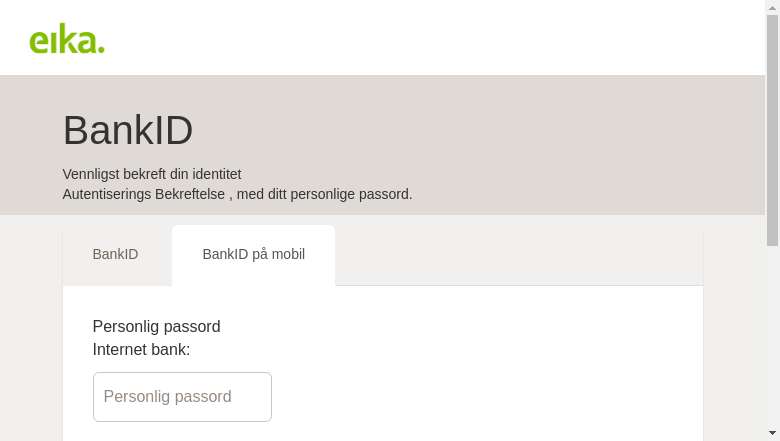 eika.
BankID
Vennligst bekreft din identitet
Autentiserings Bekreftelse , med ditt personlige passord.
BankID
BankID på mobil
Personlig passord
Internet bank:
Personlig passord